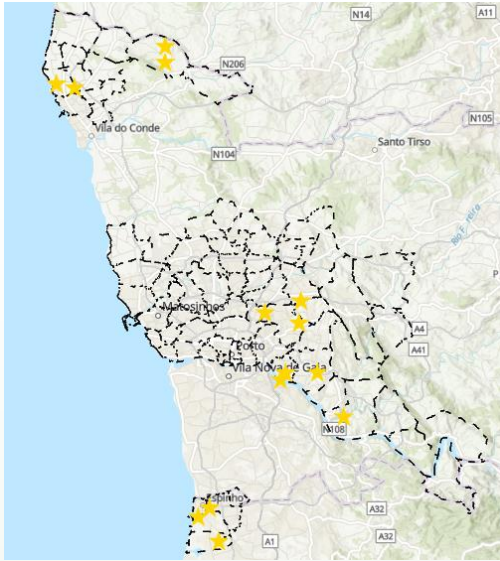 N14
A11
N206
N105
Vila do Conde
Santo Tirso
N104
Matosinhos
A4
Porto
A41
Vila Nova de Gaia
N108
spinho
A32
A1
A32